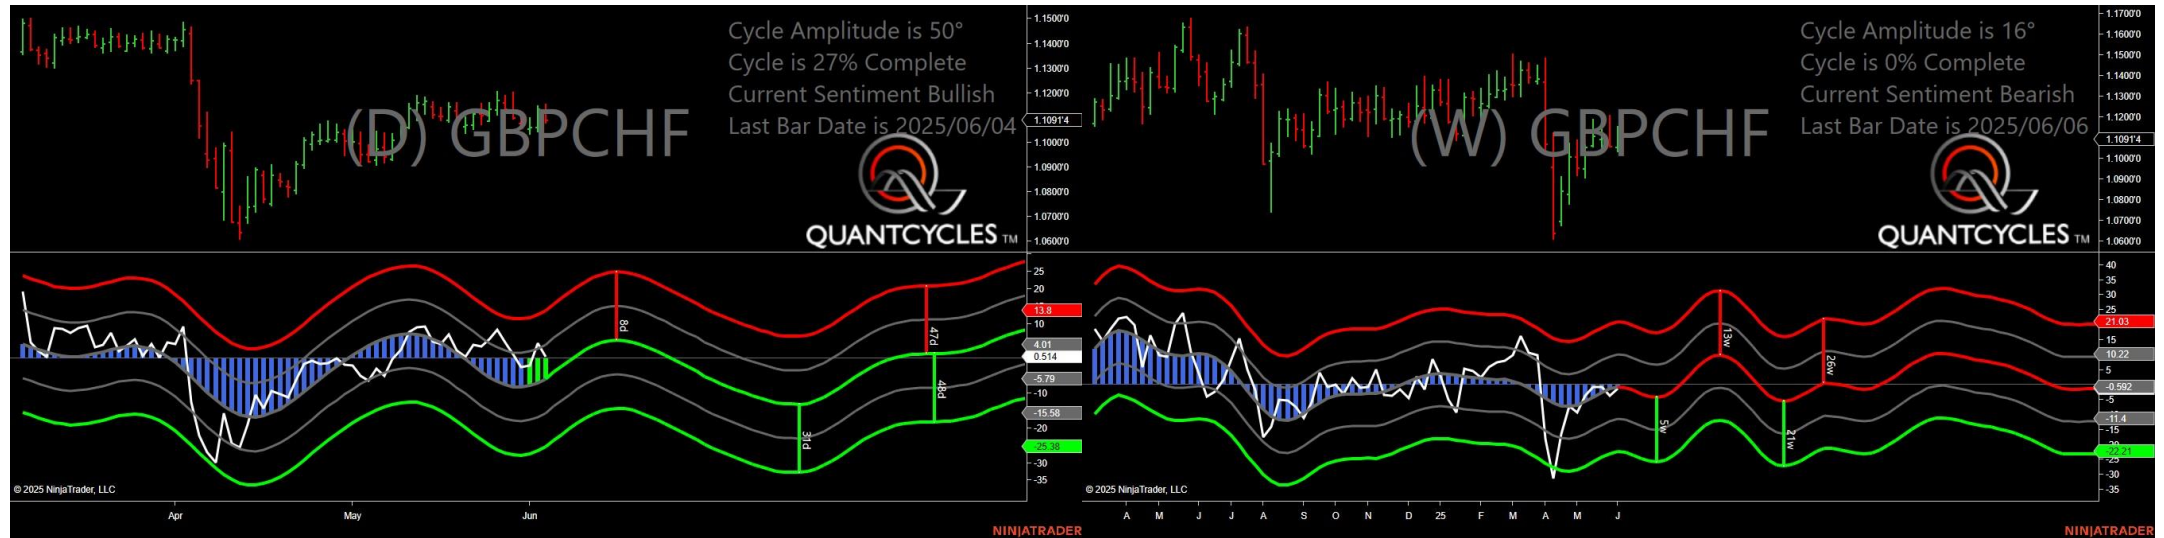 Cycle Amplitude is 50°
Cycle is 27% Complete
Current Sentiment Bullish
Last Bar Date is 2025/06/04
(D) GBPCHF
QUANTCYCLES TM
1.1500'0
1.1400'0
1.1300'0
1.1200'0
1.1091'4
1.1000'0
1.0900'0
1.0800'0
1.0700'0
1.0600'0
25
20
13.8
10
4.01
0.514
-5.79
-10
-15.58
-20
-25.38
-30
-35
8d
31d
47d
48d
© 2025 NinjaTrader, LLC
Apr May Jun
NINJATRADER
Cycle Amplitude is 16°
Cycle is 0% Complete
Current Sentiment Bearish
Last Bar Date is 2025/06/06
(W) GBPCHF
QUANTCYCLES TM
1.1700'0
1.1600'0
1.1500'0
1.1400'0
1.1300'0
1.1200'0
1.1091'4
1.1000'0
1.0900'0
1.0800'0
1.0700'0
1.0600'0
40
35
30
25
21.03
15
10.22
5
-0.592
-5
-11.4
-15
-22.21
-25
-30
-35
5w
13w
21w
26w
© 2025 NinjaTrader, LLC
A M J J A S O N D 25 F M A M J
NINJATRADER